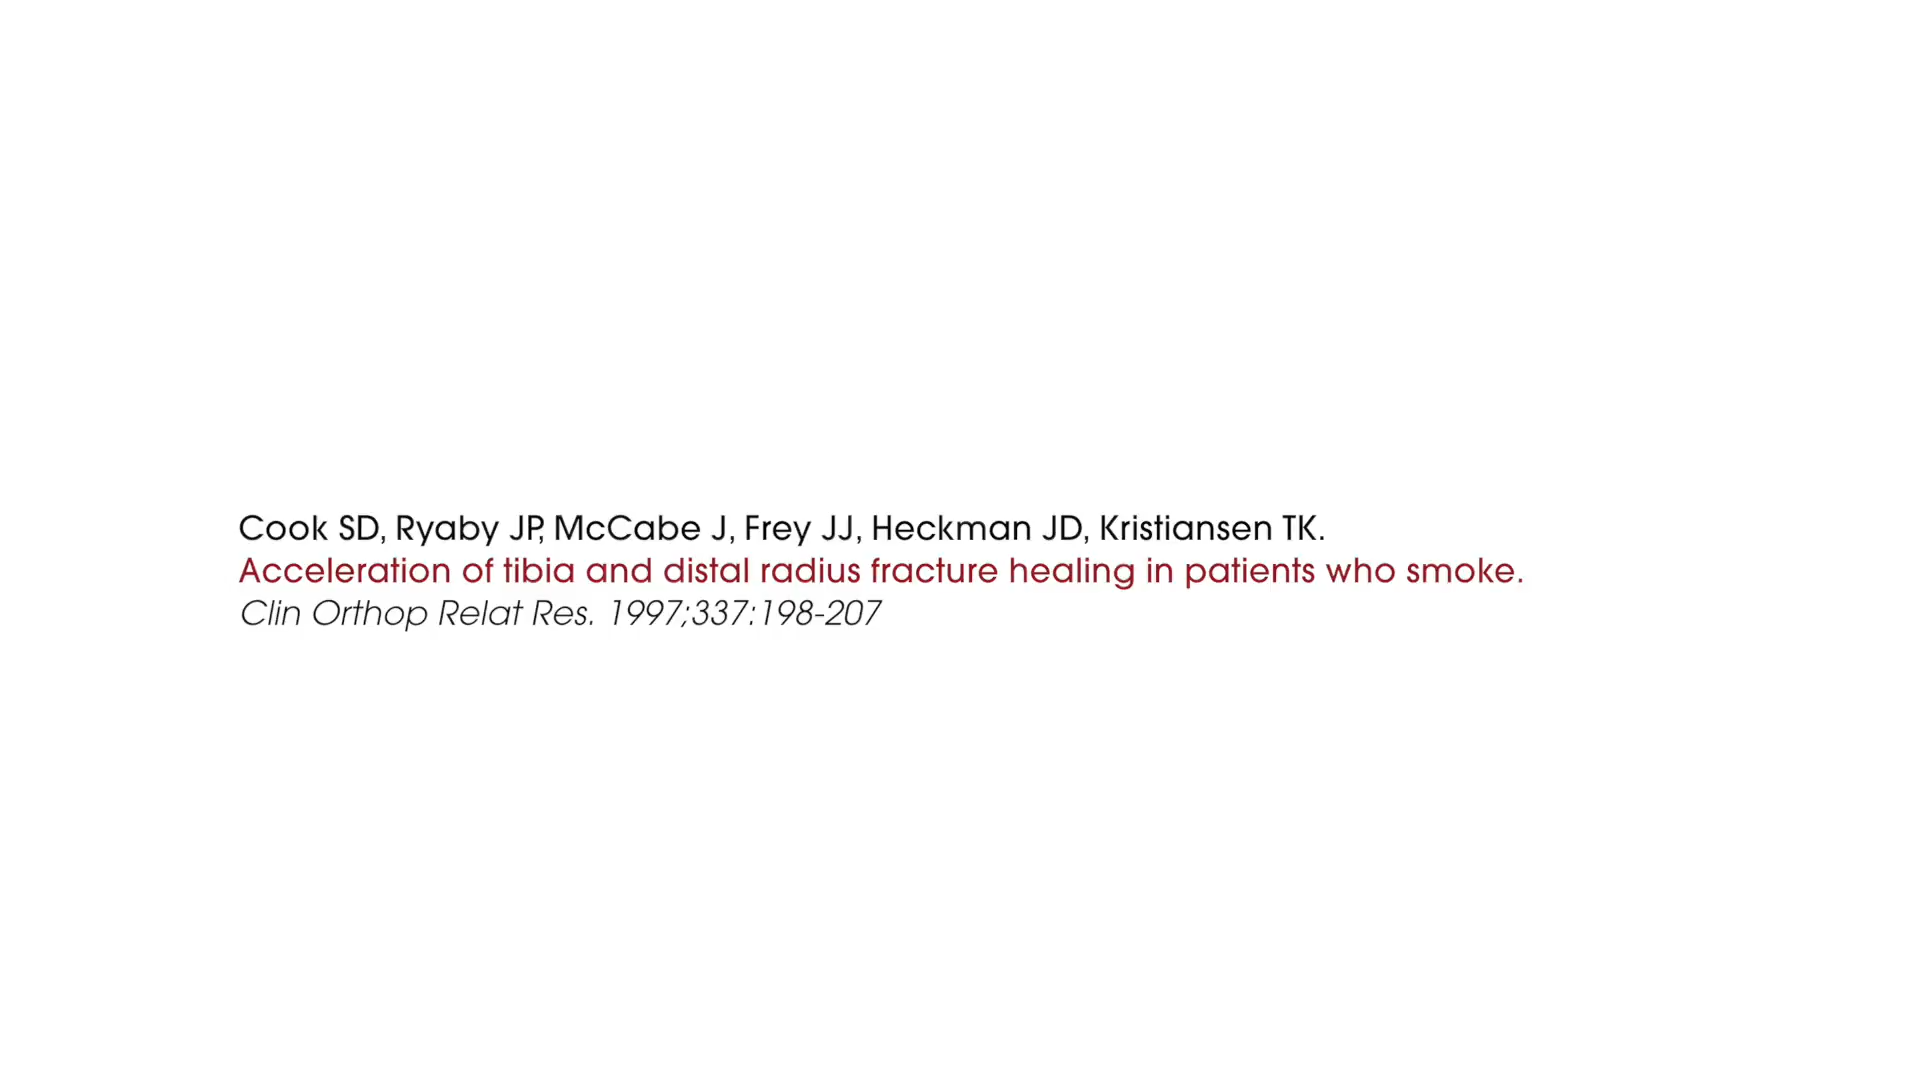 Cook SD, Ryaby JP, McCabe J, Frey JJ, Heckman JD, Kristiansen TK.
Acceleration of tibia and distal radius fracture healing in patients who smoke.
Clin Orthop Relat Res. 1997;337:198-207